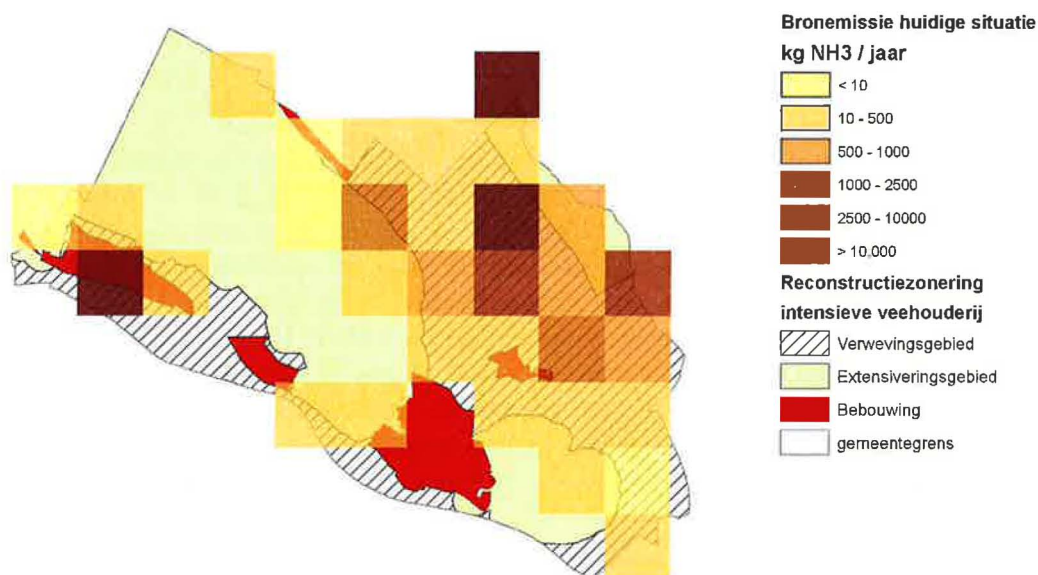 Bronemissie huidige situatie
kg NH3 / jaar
< 10
10 - 500
500 - 1000
1000 - 2500
2500 - 10000
> 10,000
Reconstructiezonering
intensieve veehouderij
Verwevingsgebied
Extensiveringsgebied
Bebouwing
gemeentegrens